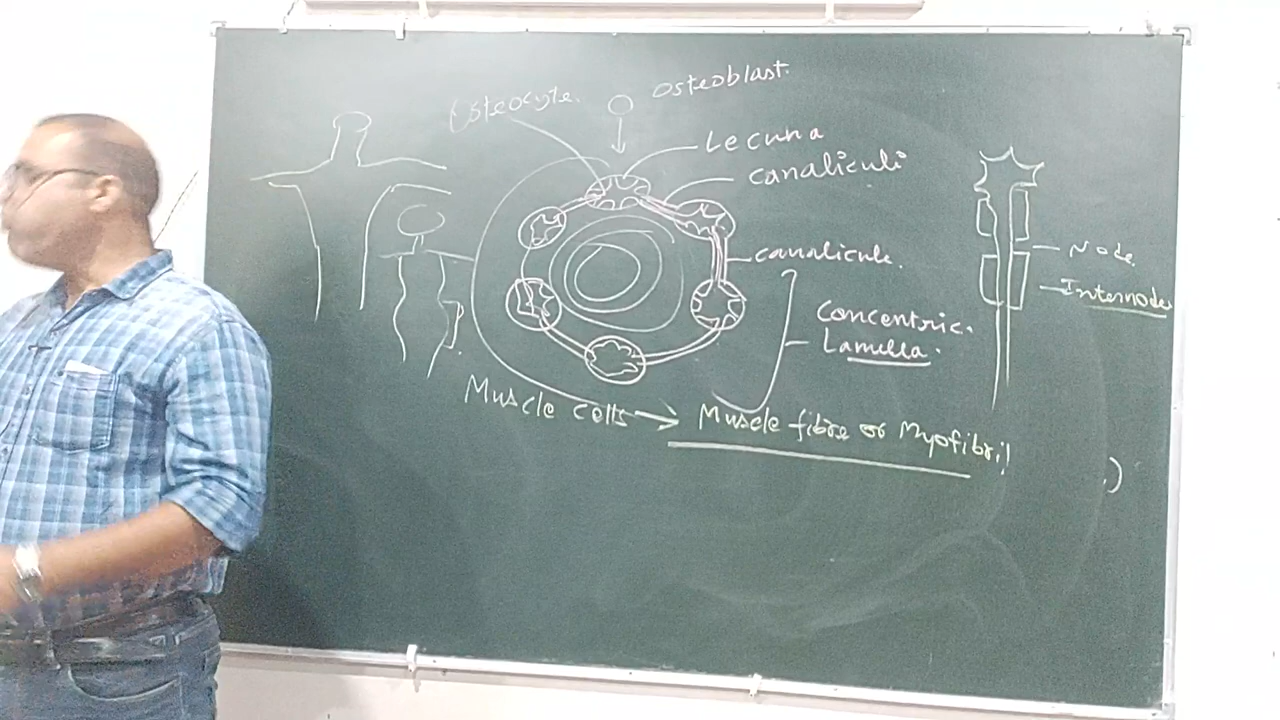 Osteocyte.
Osteoblast.
Lecuna
canaliculi
canalicule.
Concentric.
Lamella.
Node.
Internode
Muscle cells → Muscle fibre or Myofibril